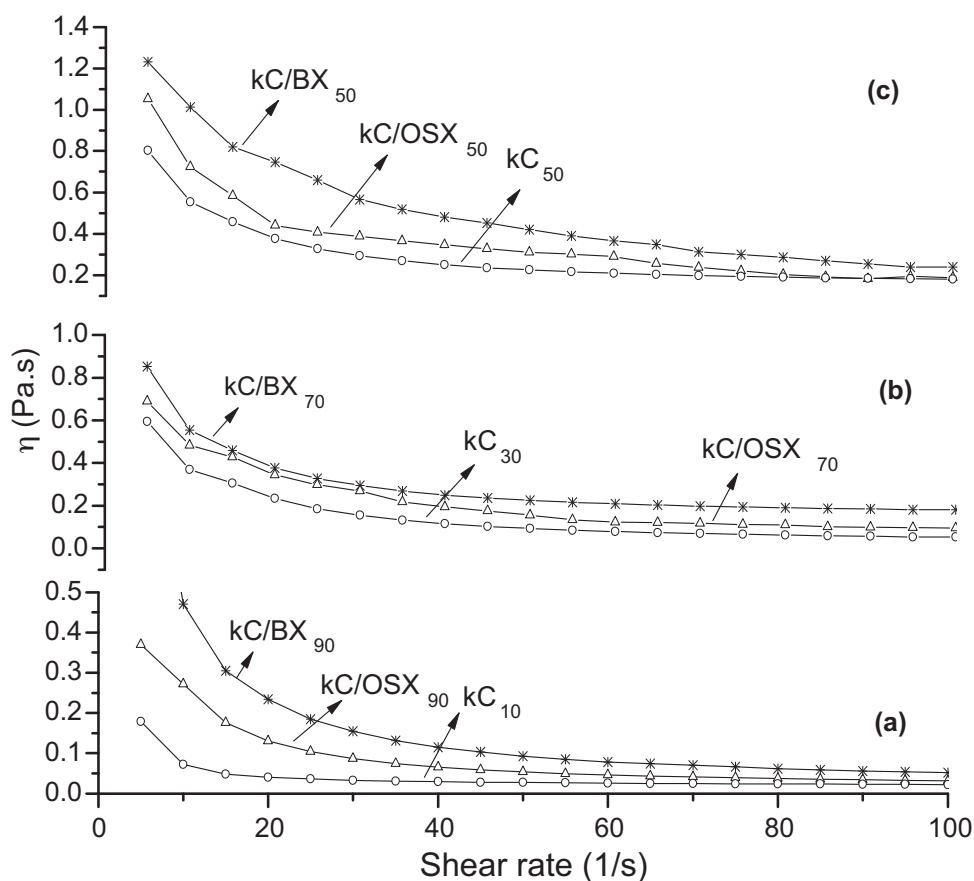 1.4
1.2
kC/BX 50
(c)
1.0
kC/OSX 50
0.8
kC 50
0.6
0.4
0.2
η (Pa.s)
1.0
0.8
kC/BX 70
(b)
0.6
kC 30
kC/OSX 70
0.4
0.2
0.0
0.5
0.4
kC/BX 90
0.3
kC/OSX 90
kC 10
(a)
0.2
0.1
0.0
0 20 40 60 80 100
Shear rate (1/s)